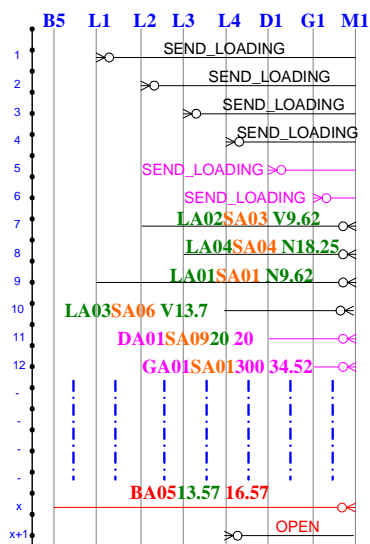 B5 L1 L2 L3 L4 D1 G1 M1
1 SEND_LOADING
2 SEND_LOADING
3 SEND_LOADING
4 SEND_LOADING
5 SEND_LOADING
6 SEND_LOADING
7 LA02SA03 V9.62
8 LA04SA04 N18.25
9 LA01SA01 N9.62
10 LA03SA06 V13.7
11 DA01SA0920 20
12 GA01SA01300 34.52
-
-
-
-
x BA0513.57 16.57
x+1 OPEN